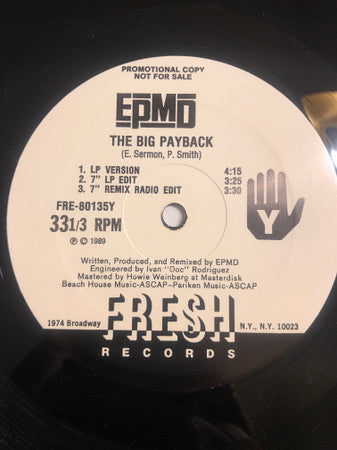 PROMOTIONAL COPY
NOT FOR SALE
EPMD
THE BIG PAYBACK
(E. Sermon, P. Smith)
1. LP VERSION 4:15
2. 7" LP EDIT 3:25
3. 7" REMIX RADIO EDIT 3:30
FRE-80135Y
33 1/3 RPM
Ⓟ © 1989
Y
Written, Produced, and Remixed by EPMD
Engineered by Ivan "Doc" Rodriguez
Mastered by Howie Weinberg at Masterdisk
Beach House Music-ASCAP-Pariken Music-ASCAP
1974 Broadway FRESH N.Y., N.Y. 10023
RECORDS